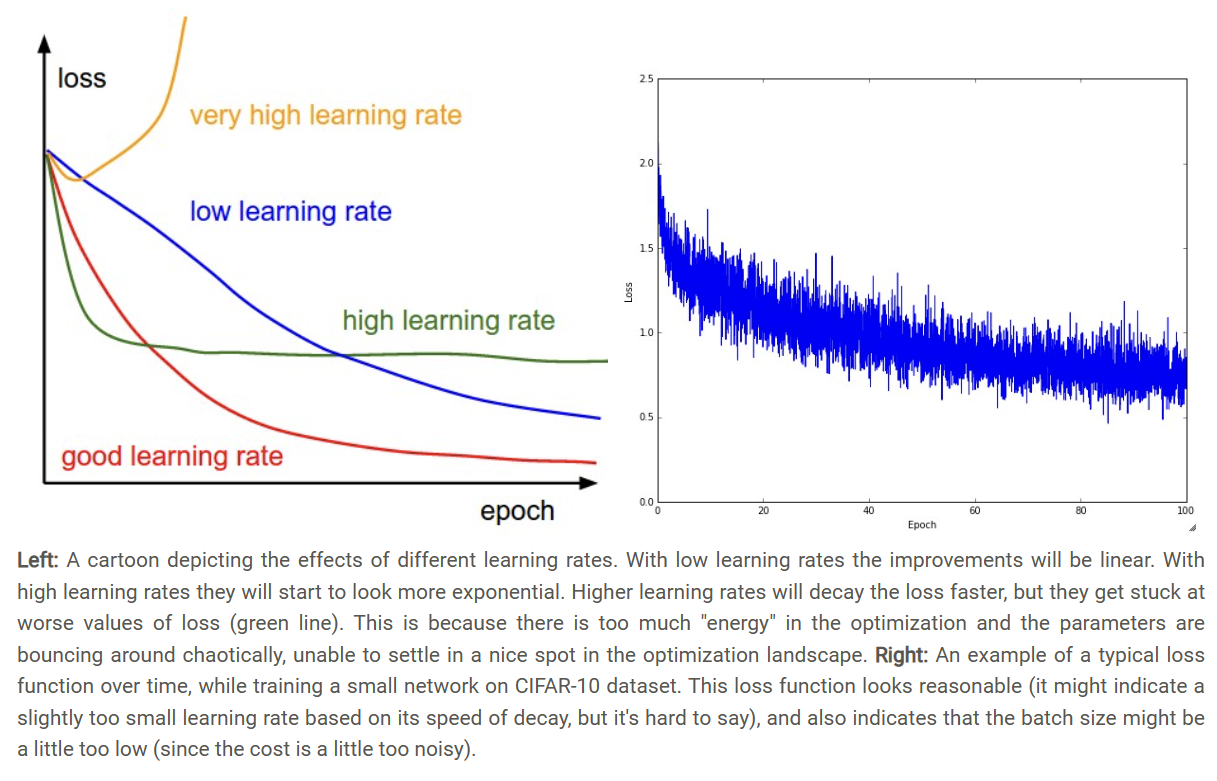 loss
very high learning rate
low learning rate
high learning rate
good learning rate
epoch
2.5
2.0
1.5
1.0
0.5
0.0
Loss
0 20 40 60 80 100
Epoch
Left: A cartoon depicting the effects of different learning rates. With low learning rates the improvements will be linear. With
high learning rates they will start to look more exponential. Higher learning rates will decay the loss faster, but they get stuck at
worse values of loss (green line). This is because there is too much "energy" in the optimization and the parameters are
bouncing around chaotically, unable to settle in a nice spot in the optimization landscape. Right: An example of a typical loss
function over time, while training a small network on CIFAR-10 dataset. This loss function looks reasonable (it might indicate a
slightly too small learning rate based on its speed of decay, but it's hard to say), and also indicates that the batch size might be
a little too low (since the cost is a little too noisy).